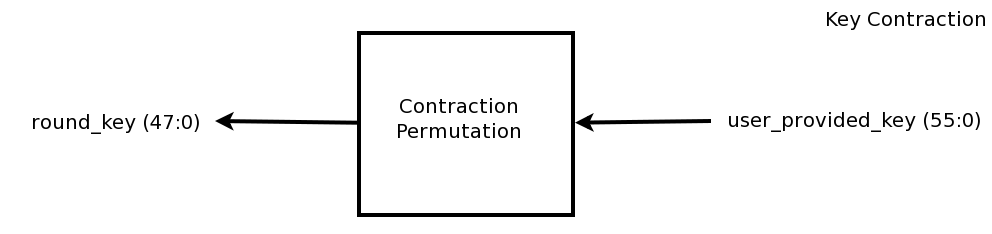 Key Contraction
Contraction
Permutation
round_key (47:0)
user_provided_key (55:0)